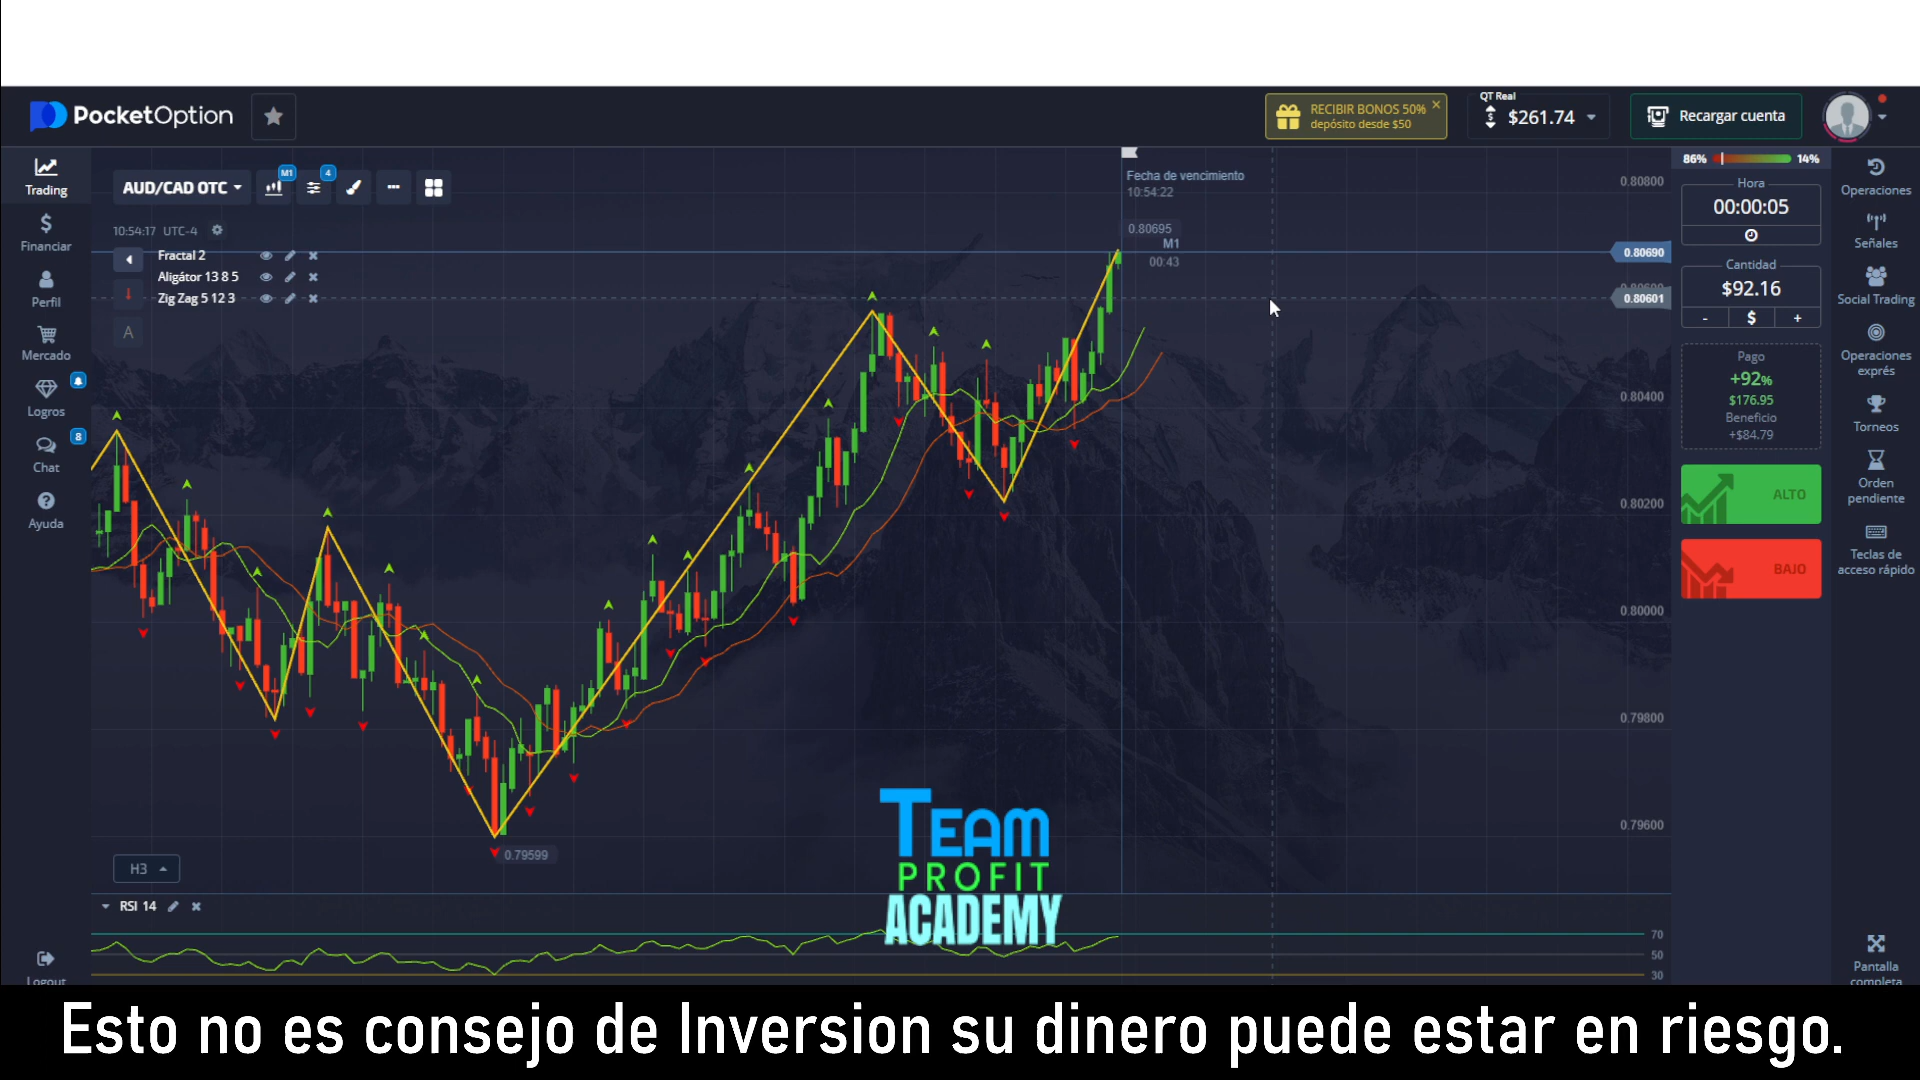 PocketOption
RECIBIR BONOS 50%
depósito desde $50
QT Real
$261.74
Recargar cuenta
Trading
Financiar
Perfil
Mercado
Logros
Chat
8
Ayuda
Logout
AUD/CAD OTC
M1
4
10:54:17 UTC-4
Fractal 2
Aligátor 13 8 5
Zig Zag 5 12 3
A
Fecha de vencimiento
10:54:22
0.80695
M1
00:43
0.80800
0.80690
0.80601
0.80400
0.80200
0.80000
0.79800
0.79600
0.79599
H3
RSI 14
70
50
30
TEAM
PROFIT
ACADEMY
86%
14%
Hora
00:00:05
Cantidad
$92.16
-
$
+
Pago
+92%
$176.95
Beneficio
+$84.79
ALTO
BAJO
Operaciones
Señales
Social Trading
Operaciones
exprés
Torneos
Orden
pendiente
Teclas de
acceso rápido
Pantalla
completa
Esto no es consejo de Inversion su dinero puede estar en riesgo.